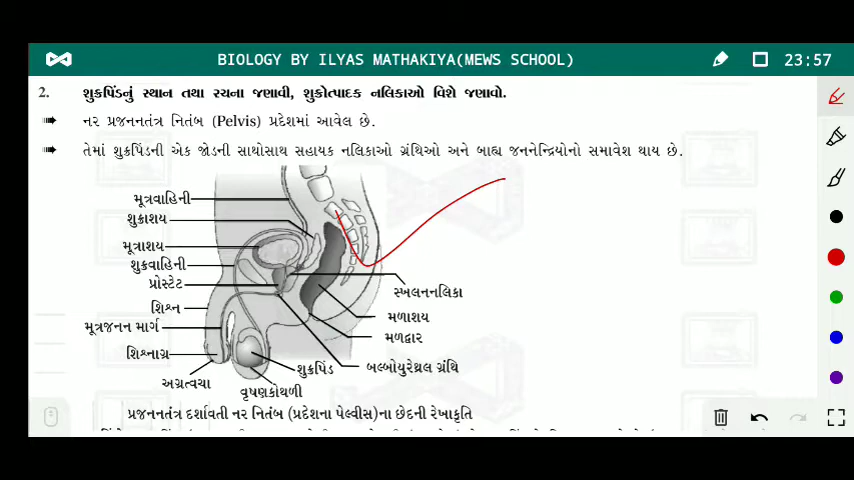 BIOLOGY BY ILYAS MATHAKIYA(MEWS SCHOOL)
23:57
2. શુક્રપિંડનું સ્થાન તથા રચના જણાવી, શુક્રોત્પાદક નલિકાઓ વિશે જણાવો.
નર પ્રજનનતંત્ર નિતંબ (Pelvis) પ્રદેશમાં આવેલ છે.
તેમાં શુક્રપિંડની એક જોડની સાથોસાથ સહાયક નલિકાઓ ગ્રંથિઓ અને બાહ્ય જનનેન્દ્રિયોનો સમાવેશ થાય છે.
મૂત્રવાહિની
શુક્રાશય
મૂત્રાશય
શુક્રવાહિની
પ્રોસ્ટેટ
સ્ખલનનલિકા
શિશ્ન
મળાશય
મૂત્રજનન માર્ગ
મળદ્વાર
શિશ્નાગ્ર
બલ્બોયુરેથ્રલ ગ્રંથિ
શુક્રપિંડ
અગ્રત્વચા
વૃષણકોથળી
પ્રજનનતંત્ર દર્શાવતી નર નિતંબ (પ્રદેશના પેલ્વીસ)ના છેદની રેખાકૃતિ